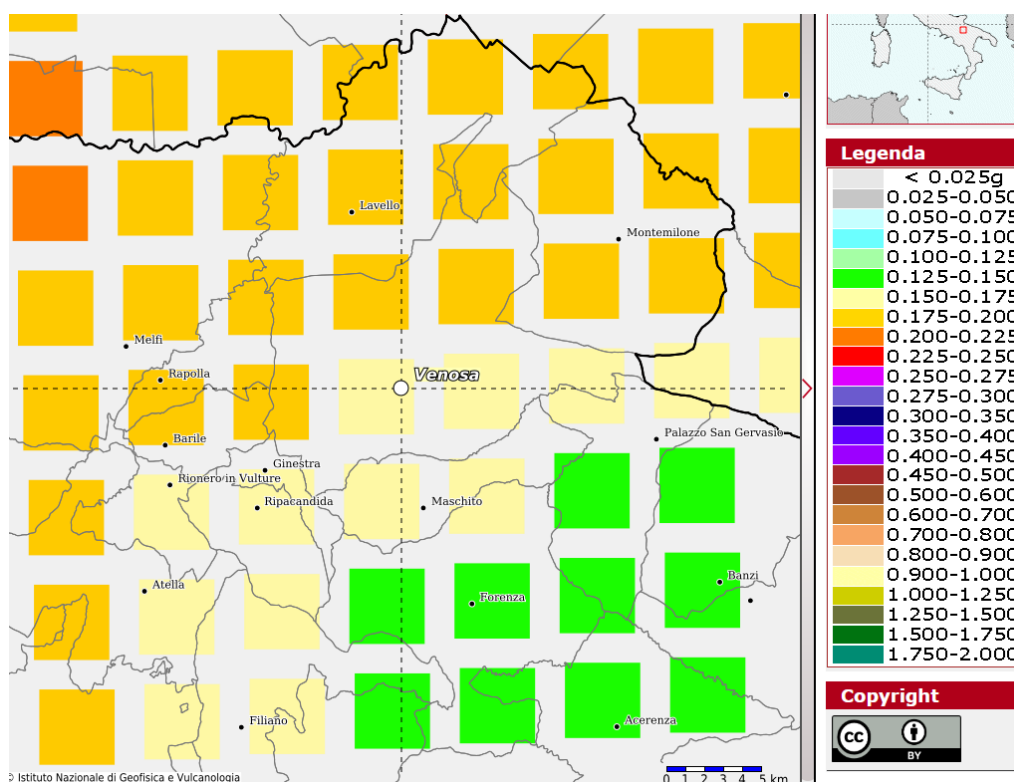 Lavello
Montemilone
Melfi
Rapolla
Venosa
Barile
Palazzo San Gervasio
Ginestra
Rionero in Vulture
Ripacandida
Maschito
Atella
Forenza
Banzi
Filiano
Acerenza
© Istituto Nazionale di Geofisica e Vulcanologia
0 1 2 3 4 5 km
Legenda
< 0.025g
0.025-0.050
0.050-0.075
0.075-0.100
0.100-0.125
0.125-0.150
0.150-0.175
0.175-0.200
0.200-0.225
0.225-0.250
0.250-0.275
0.275-0.300
0.300-0.350
0.350-0.400
0.400-0.450
0.450-0.500
0.500-0.600
0.600-0.700
0.700-0.800
0.800-0.900
0.900-1.000
1.000-1.250
1.250-1.500
1.500-1.750
1.750-2.000
Copyright
cc
BY